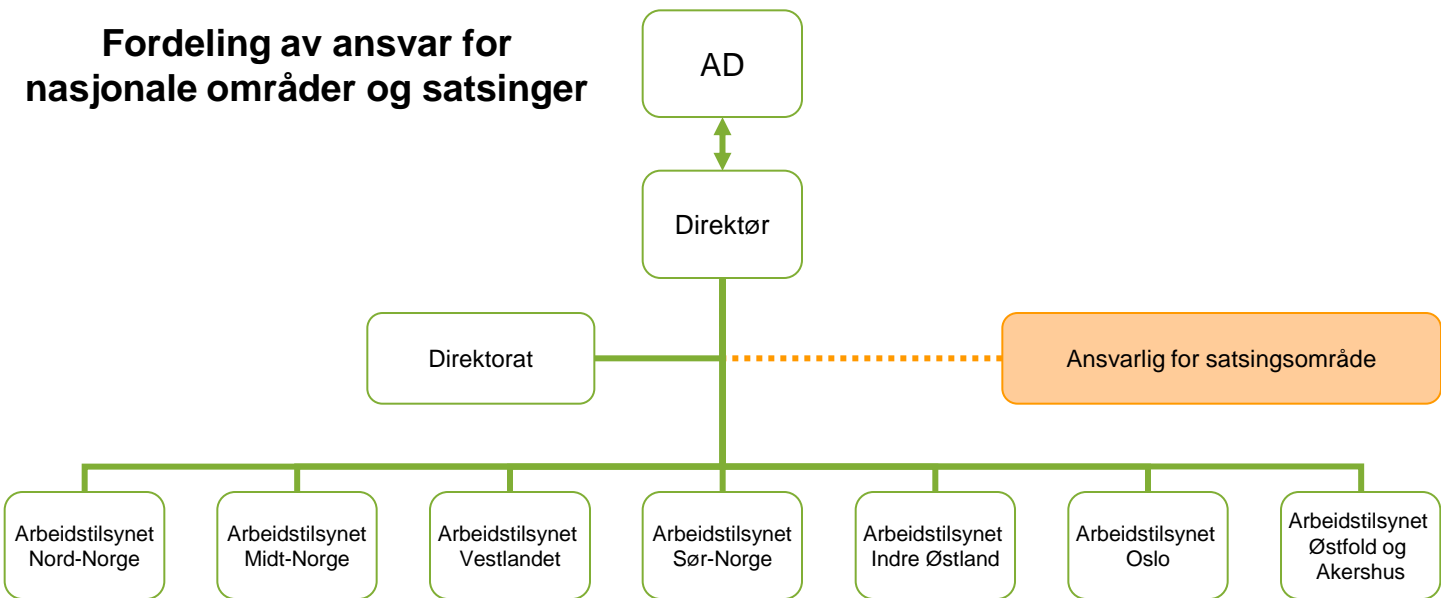 Fordeling av ansvar for
nasjonale områder og satsinger
AD
Direktør
Direktorat
Ansvarlig for satsingsområde
Arbeidstilsynet
Nord-Norge
Arbeidstilsynet
Midt-Norge
Arbeidstilsynet
Vestlandet
Arbeidstilsynet
Sør-Norge
Arbeidstilsynet
Indre Østland
Arbeidstilsynet
Oslo
Arbeidstilsynet
Østfold og
Akershus